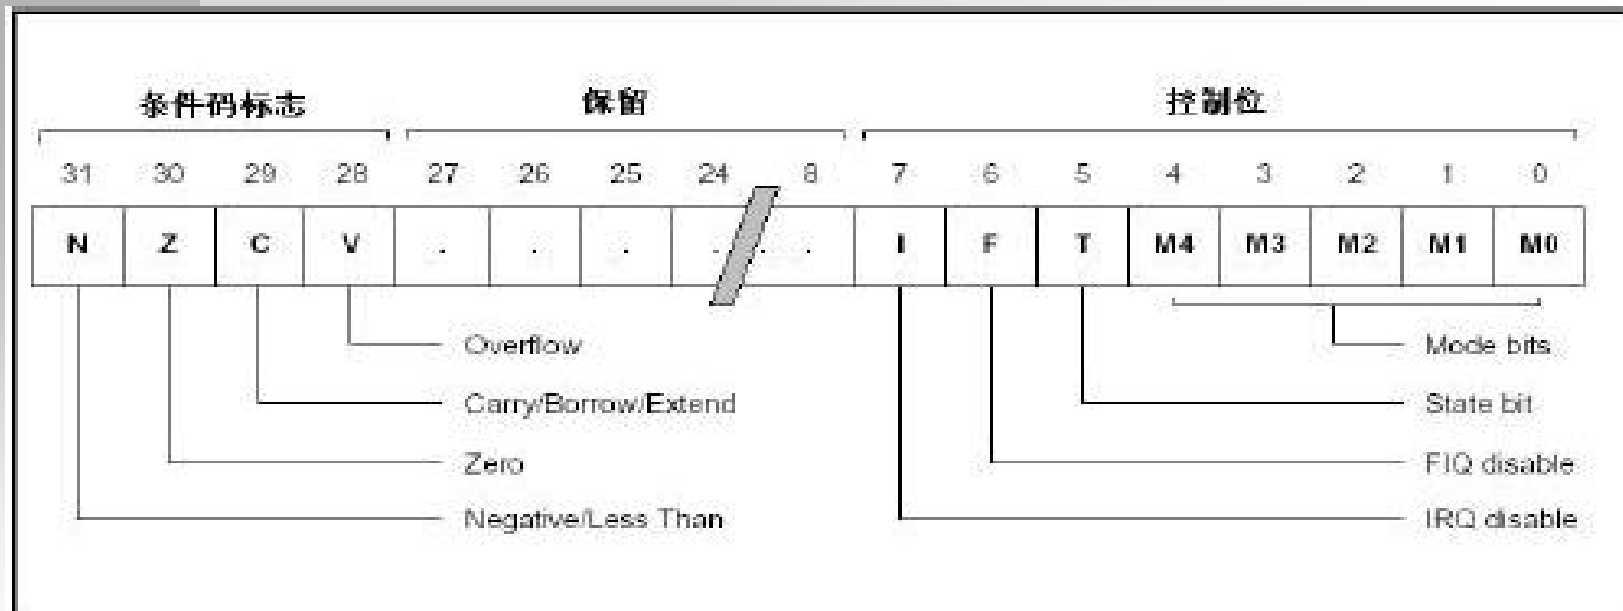 条件码标志 保留 控制位
31 30 29 28 27 26 25 24 8 7 6 5 4 3 2 1 0
N Z C V . . . . . . I F T M4 M3 M2 M1 M0
Overflow Mode bits
Carry/Borrow/Extend State bit
Zero FIQ disable
Negative/Less Than IRQ disable